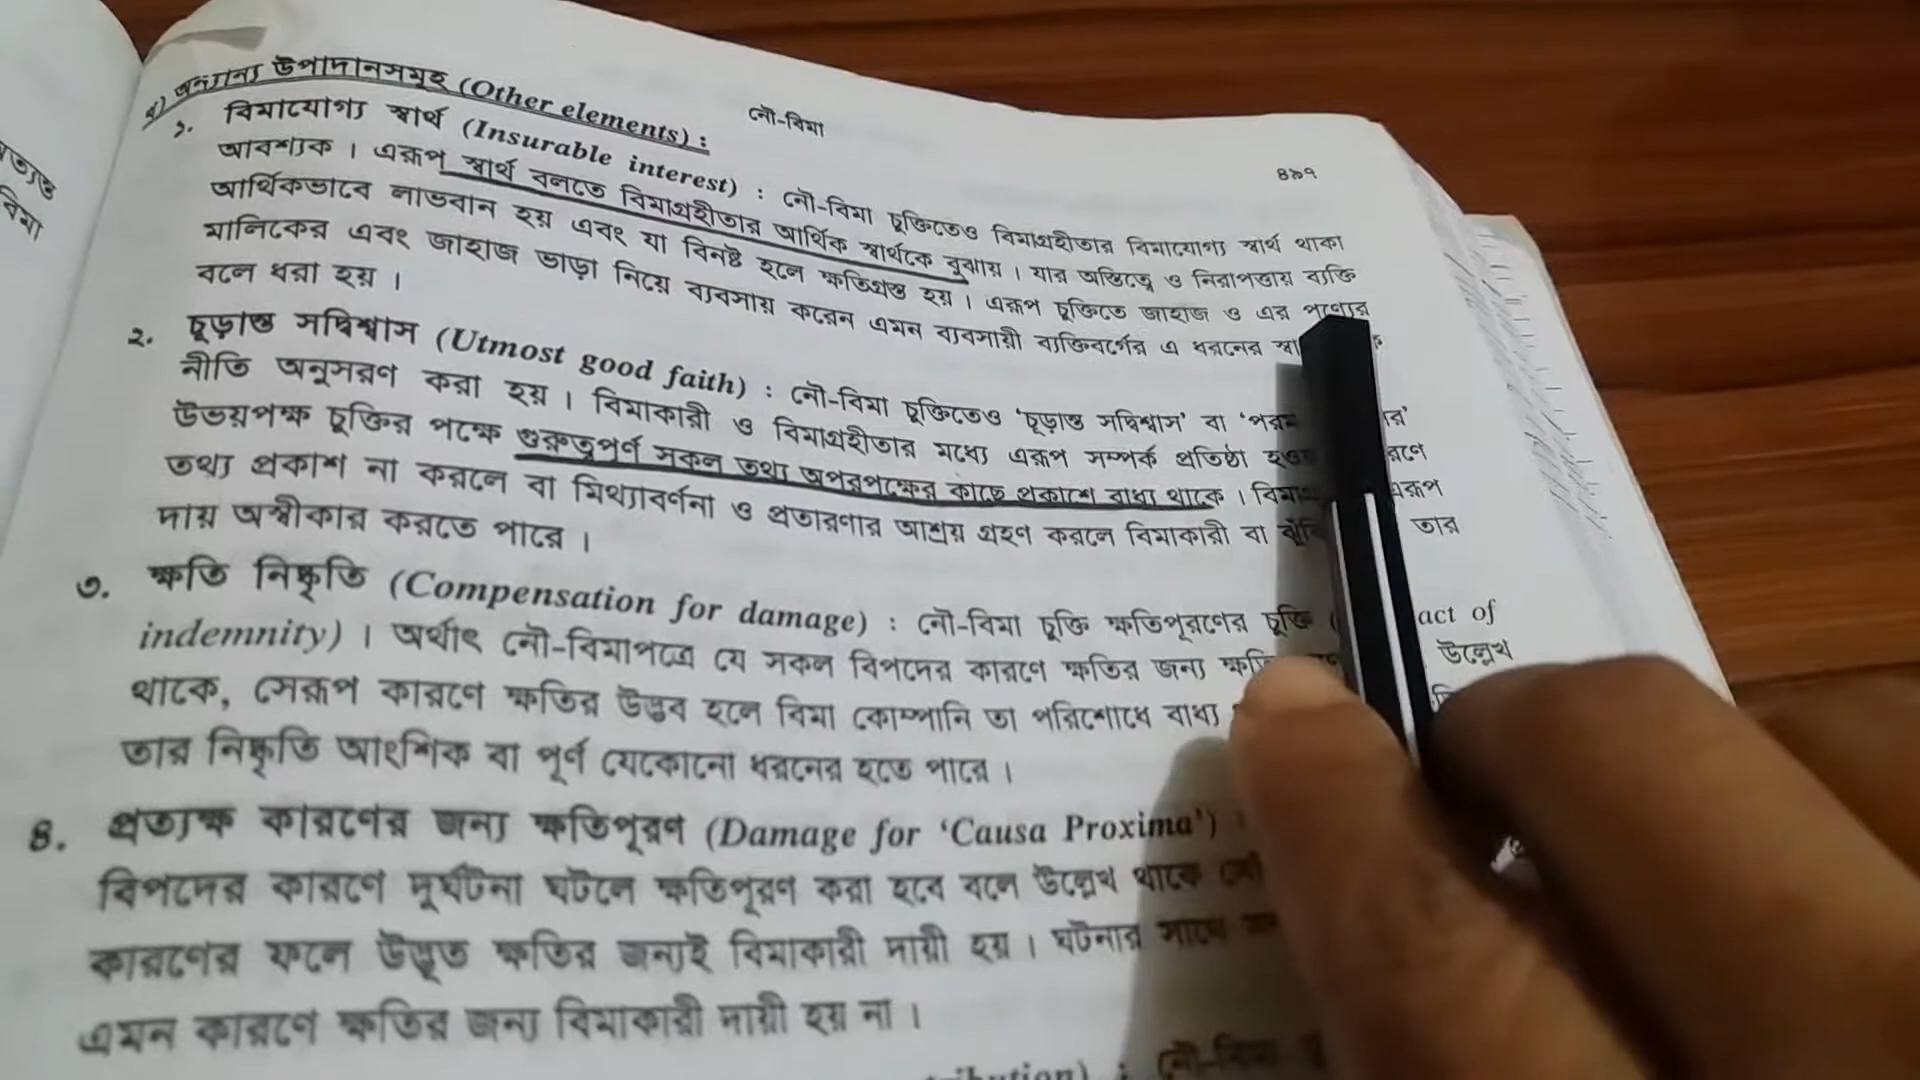 নৌ-বিমা
৪৯৭
খ) অন্যান্য উপাদানসমূহ (Other elements) :
১. বিমাযোগ্য স্বার্থ (Insurable interest) : নৌ-বিমা চুক্তিতেও বিমাগ্রহীতার বিমাযোগ্য স্বার্থ থাকা
আবশ্যক । এরূপ স্বার্থ বলতে বিমাগ্রহীতার আর্থিক স্বার্থকে বুঝায় । যার অস্তিত্বে ও নিরাপত্তায় ব্যক্তি
আর্থিকভাবে লাভবান হয় এবং যা বিনষ্ট হলে ক্ষতিগ্রস্ত হয় । এরূপ চুক্তিতে জাহাজ ও এর পণ্যের
মালিকের এবং জাহাজ ভাড়া নিয়ে ব্যবসায় করেন এমন ব্যবসায়ী ব্যক্তিবর্গের এ ধরনের
বলে ধরা হয় ।
২. চূড়ান্ত সদ্বিশ্বাস (Utmost good faith) : নৌ-বিমা চুক্তিতেও ‘চূড়ান্ত সদ্বিশ্বাস’ বা ‘পরম
নীতি অনুসরণ করা হয় । বিমাকারী ও বিমাগ্রহীতার মধ্যে এরূপ সম্পর্ক প্রতিষ্ঠা
উভয়পক্ষ চুক্তির পক্ষে গুরুত্বপূর্ণ সকল তথ্য অপরপক্ষের কাছে প্রকাশে বাধ্য থাকে । এরূপ
তথ্য প্রকাশ না করলে বা মিথ্যাবর্ণনা ও প্রতারণার আশ্রয় গ্রহণ করলে বিমাকারী বা তার
দায় অস্বীকার করতে পারে ।
৩. ক্ষতি নিষ্কৃতি (Compensation for damage) : নৌ-বিমা চুক্তি ক্ষতিপূরণের চুক্তি ( act of
indemnity) । অর্থাৎ নৌ-বিমাপত্রে যে সকল বিপদের কারণে ক্ষতির জন্য উল্লেখ
থাকে, সেরূপ কারণে ক্ষতির উদ্ভব হলে বিমা কোম্পানি তা পরিশোধে বাধ্য
তার নিষ্কৃতি আংশিক বা পূর্ণ যেকোনো ধরনের হতে পারে ।
৪. প্রত্যক্ষ কারণের জন্য ক্ষতিপূরণ (Damage for ‘Causa Proxima’)
বিপদের কারণে দুর্ঘটনা ঘটলে ক্ষতিপূরণ করা হবে বলে উল্লেখ থাকে
কারণের ফলে উদ্ভূত ক্ষতির জন্যই বিমাকারী দায়ী হয় । ঘটনার সাথে
এমন কারণে ক্ষতির জন্য বিমাকারী দায়ী হয় না ।